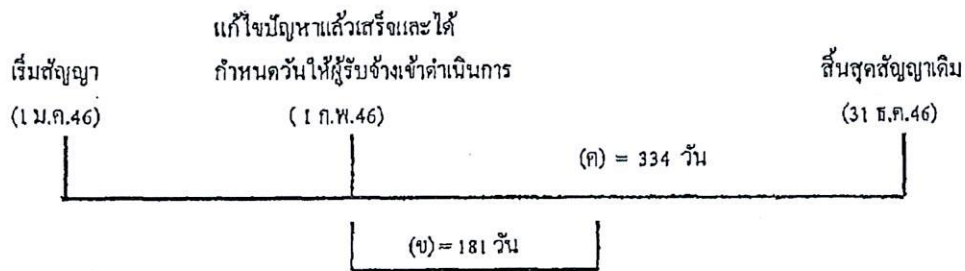 แก้ไขปัญหาแล้วเสร็จและได้
เริ่มสัญญา กำหนดวันให้ผู้รับจ้างเข้าดำเนินการ สิ้นสุดสัญญาเดิม
(1 ม.ค.46) ( 1 ก.พ.46) (31 ธ.ค.46)
(ค) = 334 วัน
(ข) = 181 วัน